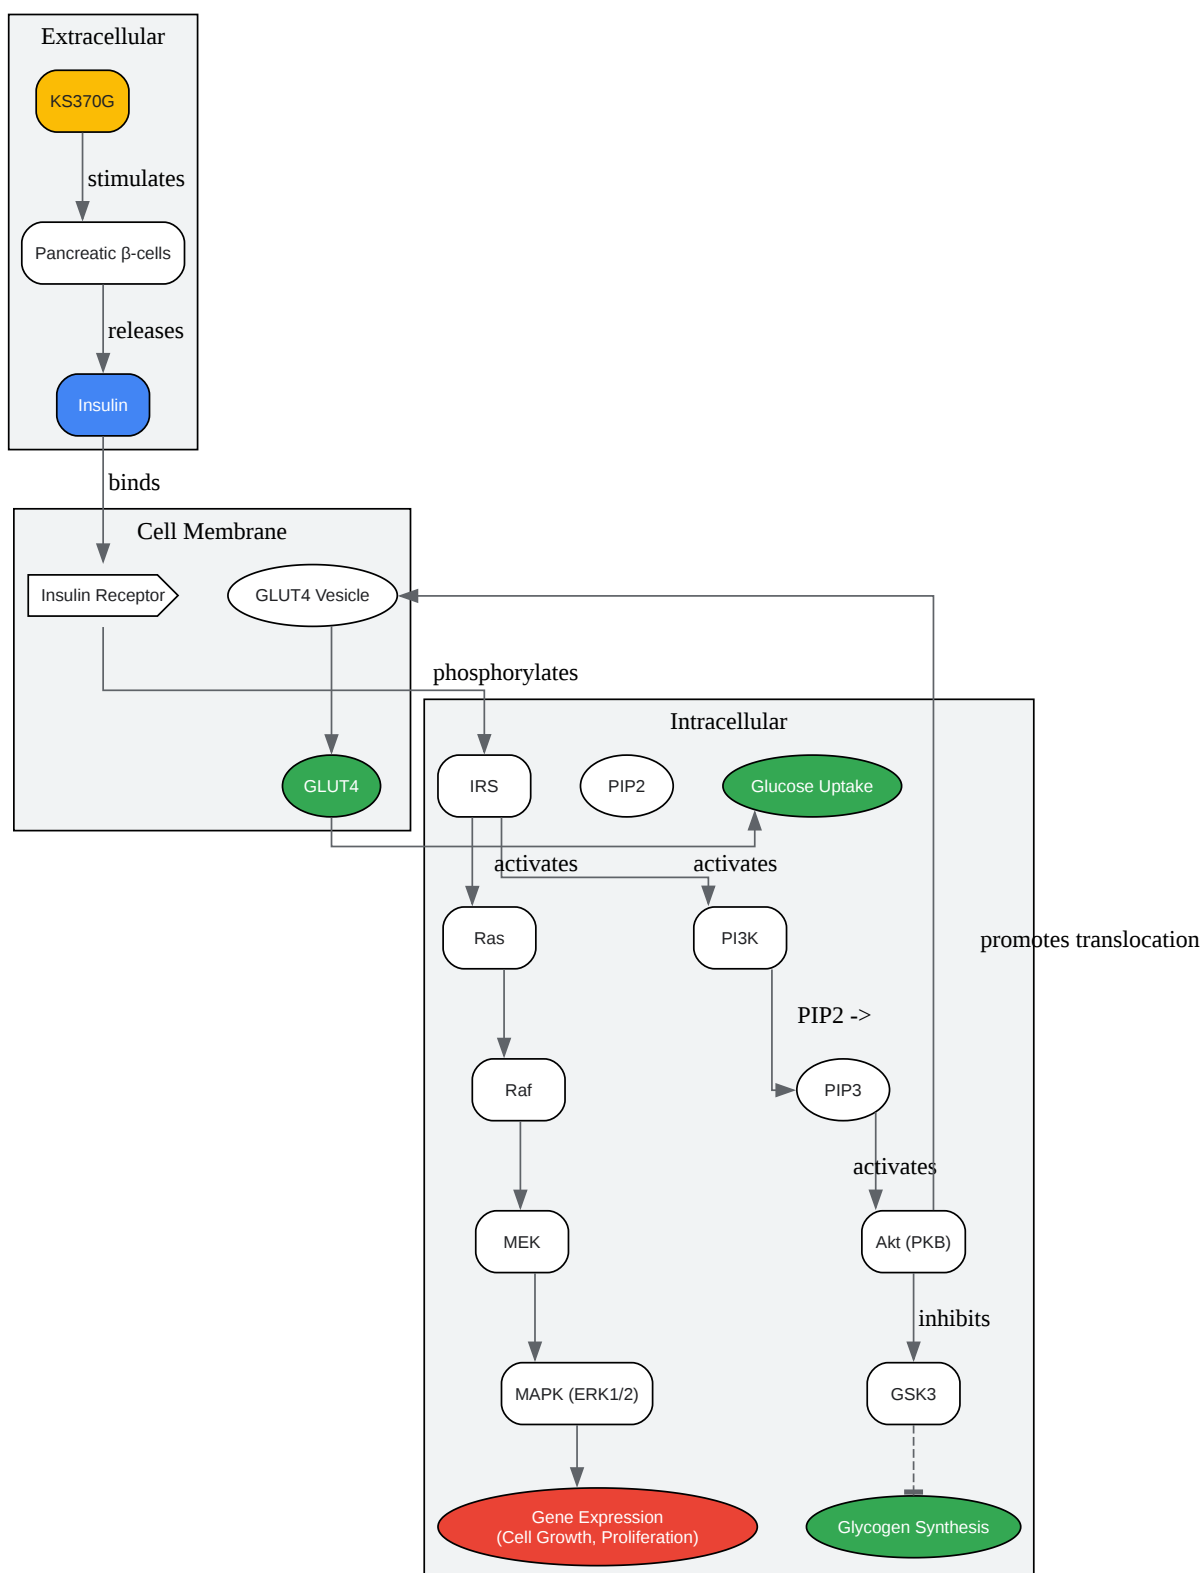 Extracellular
KS370G
stimulates
Pancreatic β-cells
releases
Insulin
binds
Cell Membrane
Insulin Receptor
GLUT4 Vesicle
phosphorylates
Intracellular
GLUT4
IRS
PIP2
Glucose Uptake
activates
activates
Ras
PI3K
promotes translocation
PIP2 ->
Raf
PIP3
activates
MEK
Akt (PKB)
inhibits
MAPK (ERK1/2)
GSK3
Gene Expression
(Cell Growth, Proliferation)
Glycogen Synthesis